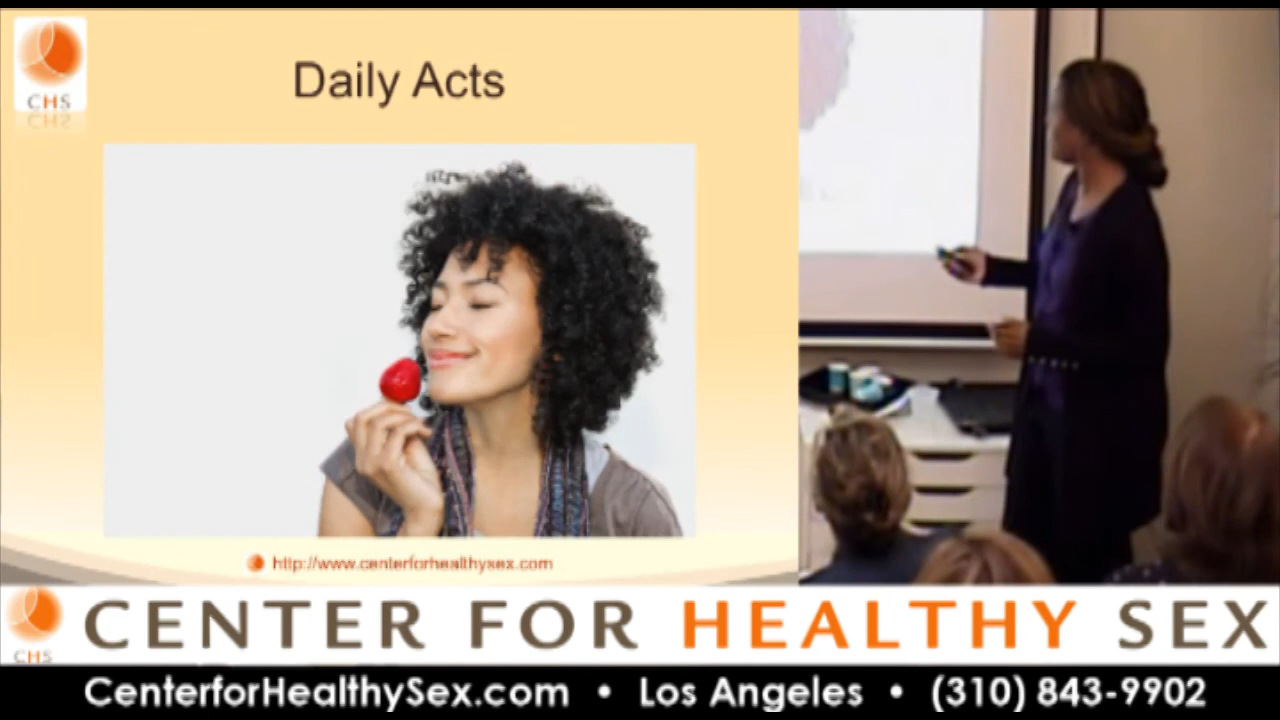 CHS
Daily Acts
http://www.centerforhealthysex.com
CENTER FOR HEALTHY SEX
CHS
CenterforHealthySex.com • Los Angeles • (310) 843-9902